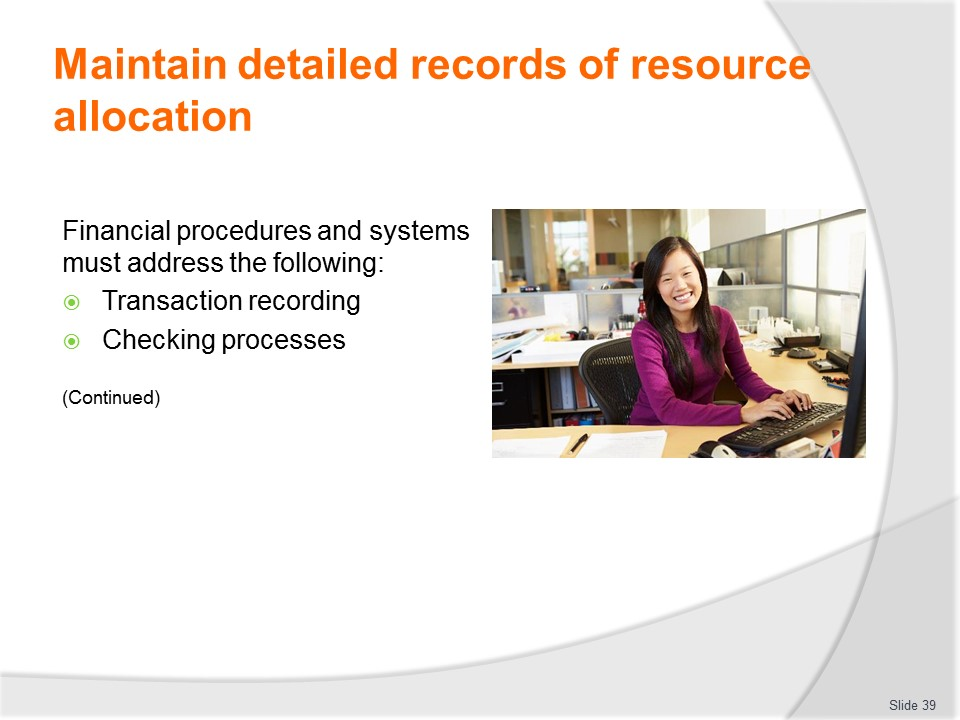 Maintain detailed records of resource
allocation
Financial procedures and systems
must address the following:
Transaction recording
Checking processes
(Continued)
Slide 39